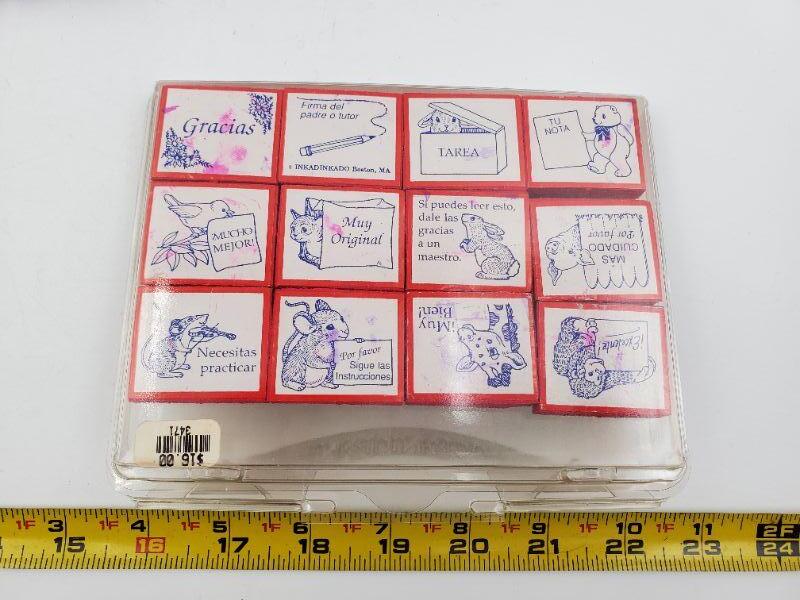 Gracias
Firma del
padre o tutor
© INKADINKADO Boston, MA
TAREA
TU
NOTA
¡MUCHO
MEJOR!
Muy
Original
Si puedes leer esto,
dale las
gracias
a un
maestro.
MAS
CUIDADO
Por favor
Necesitas
practicar
Por favor
Sigue las
Instrucciones
¡Muy
Bien!
¡Excelente!
$16.00
3471
1F 3 1F 4 1F 5 1F 6 1F 7 1F 8 1F 9 1F 10 1F 11 2F
15 16 17 18 19 20 21 22 23 24